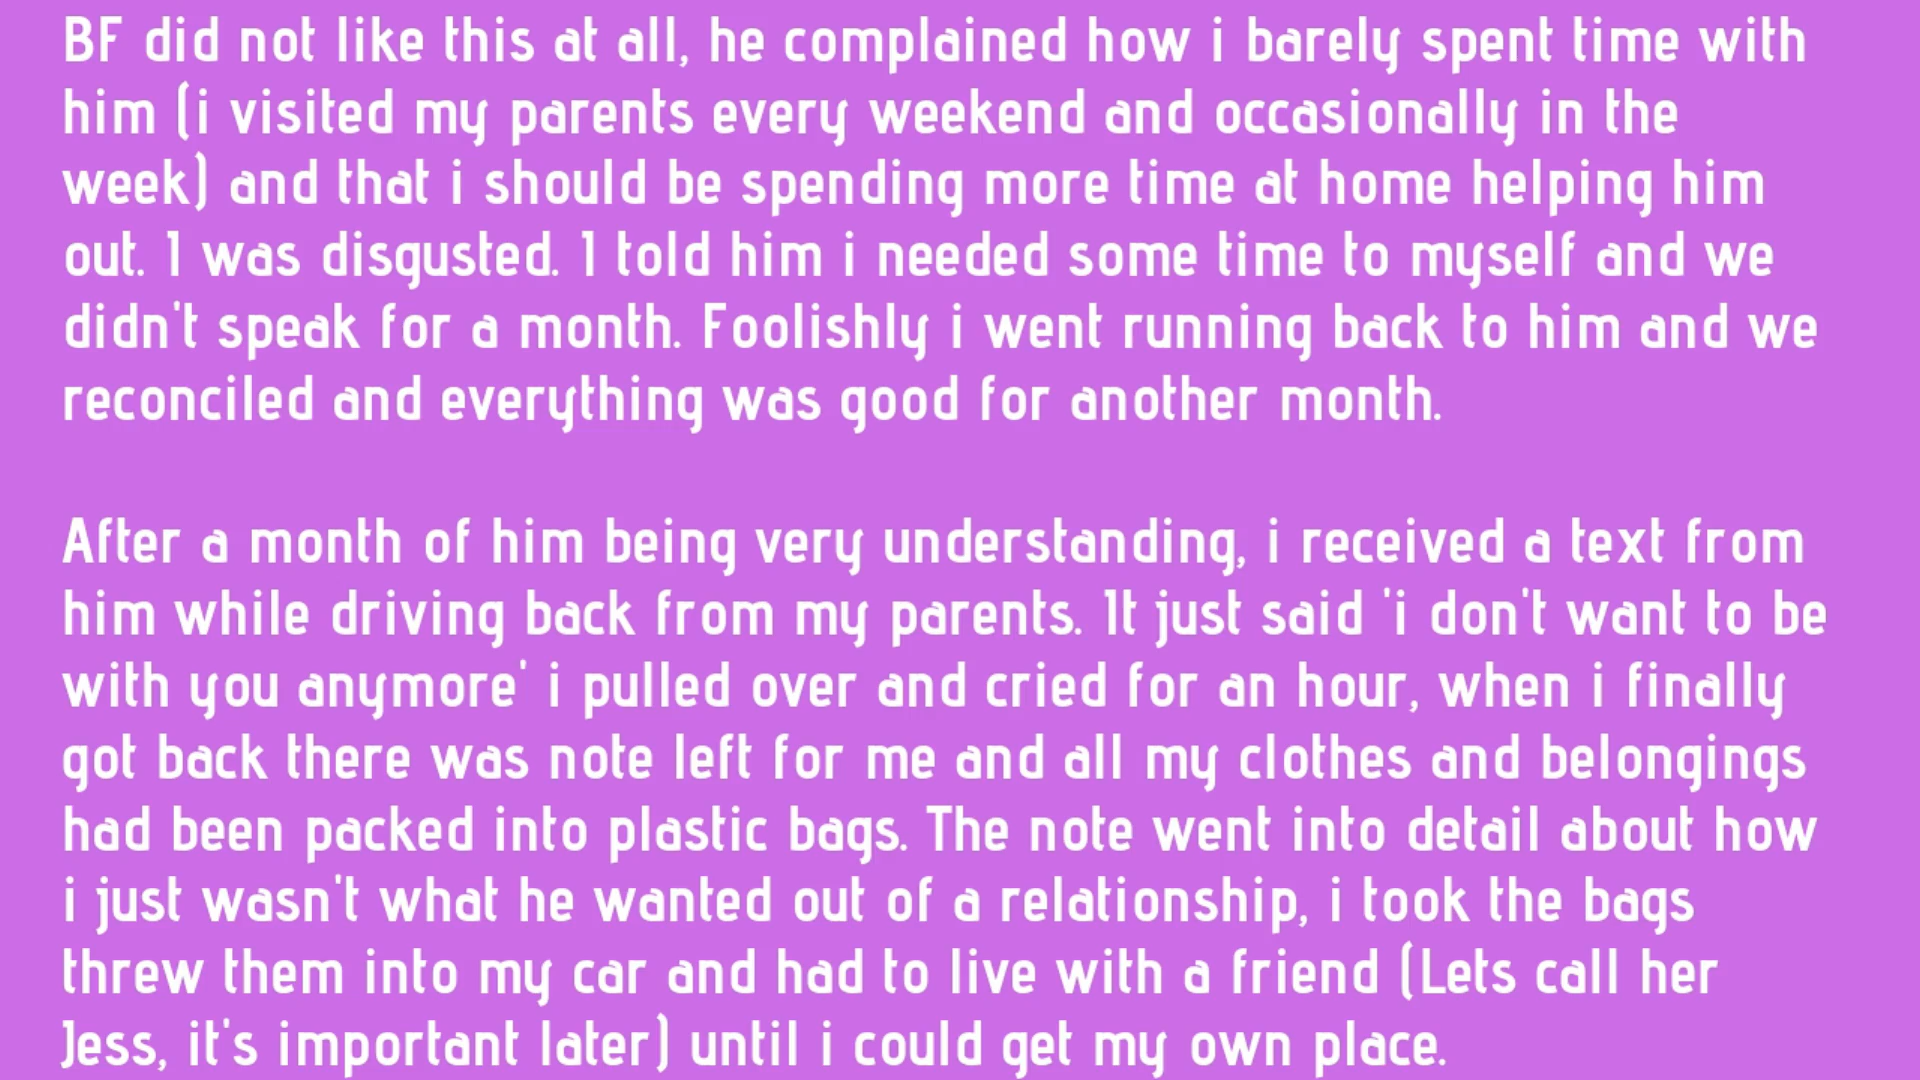 BF did not like this at all, he complained how i barely spent time with
him (i visited my parents every weekend and occasionally in the
week) and that i should be spending more time at home helping him
out. I was disgusted. I told him i needed some time to myself and we
didn't speak for a month. Foolishly i went running back to him and we
reconciled and everything was good for another month.
After a month of him being very understanding, i received a text from
him while driving back from my parents. It just said 'i don't want to be
with you anymore' i pulled over and cried for an hour, when i finally
got back there was note left for me and all my clothes and belongings
had been packed into plastic bags. The note went into detail about how
i just wasn't what he wanted out of a relationship, i took the bags
threw them into my car and had to live with a friend (Lets call her
Jess, it's important later) until i could get my own place.